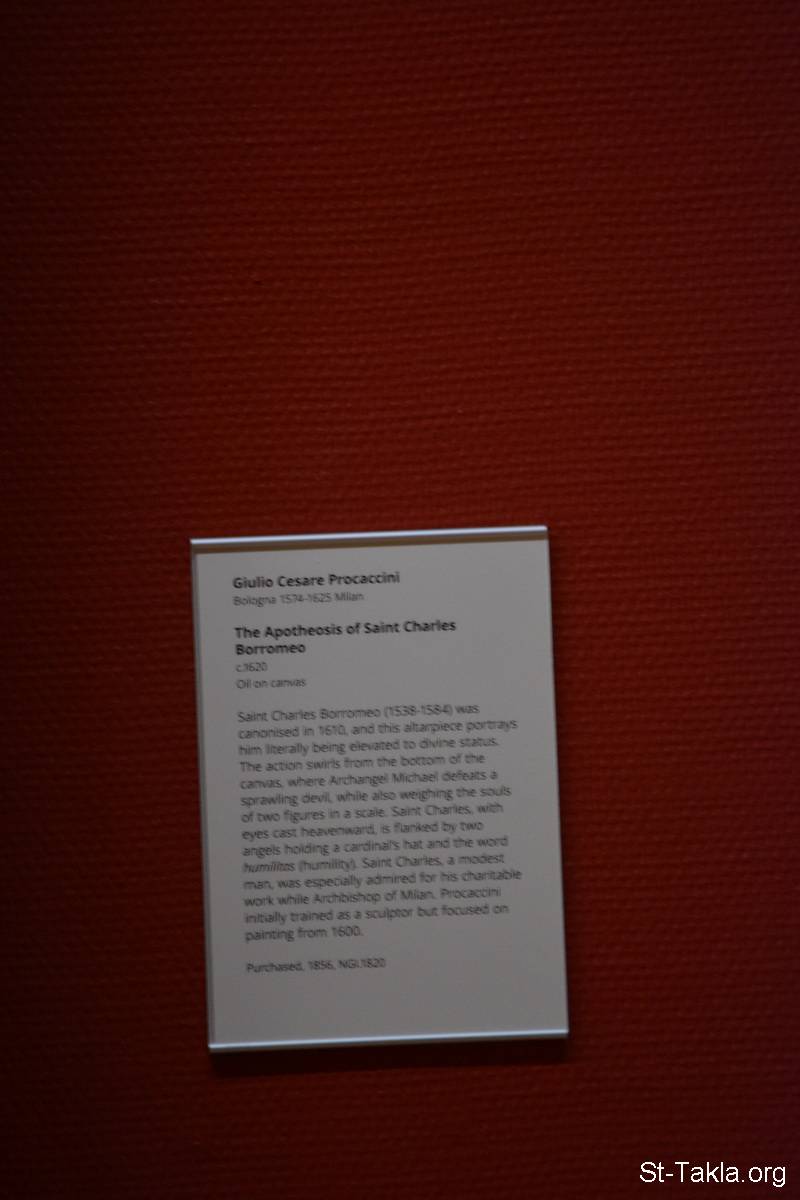 Giulio Cesare Procaccini
Bologna 1574-1625 Milan
The Apotheosis of Saint Charles
Borromeo
c.1620
Oil on canvas
Saint Charles Borromeo (1538-1584) was
canonised in 1610, and this altarpiece portrays
him literally being elevated to divine status.
The action swirls from the bottom of the
canvas, where Archangel Michael defeats a
sprawling devil, while also weighing the souls
of two figures in a scale. Saint Charles, with
eyes cast heavenward, is flanked by two
angels holding a cardinal's hat and the word
humilitas (humility). Saint Charles, a modest
man, was especially admired for his charitable
work while Archbishop of Milan. Procaccini
initially trained as a sculptor but focused on
painting from 1600.
Purchased, 1856, NGI.1820
St-Takla.org